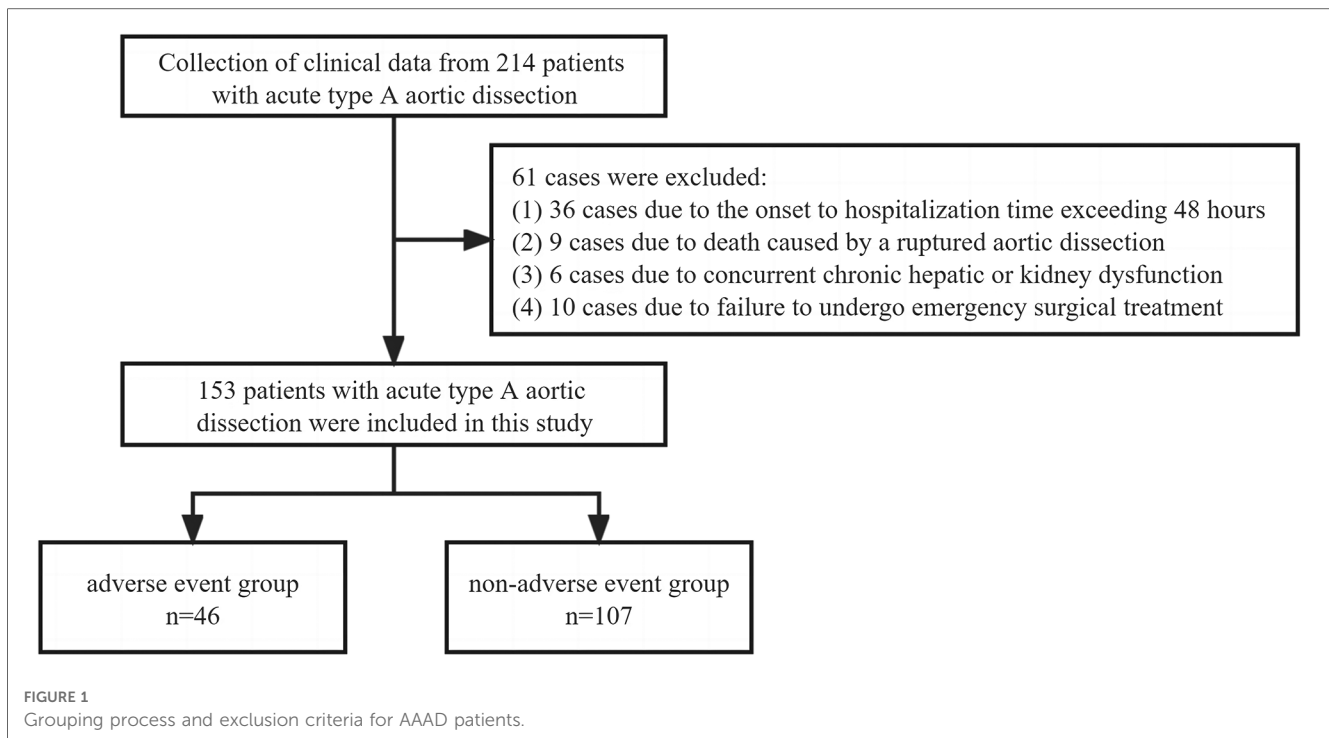 Collection of clinical data from 214 patients
with acute type A aortic dissection
61 cases were excluded:
(1) 36 cases due to the onset to hospitalization time exceeding 48 hours
(2) 9 cases due to death caused by a ruptured aortic dissection
(3) 6 cases due to concurrent chronic hepatic or kidney dysfunction
(4) 10 cases due to failure to undergo emergency surgical treatment
153 patients with acute type A aortic
dissection were included in this study
adverse event group
n=46
non-adverse event group
n=107
FIGURE 1
Grouping process and exclusion criteria for AAAD patients.